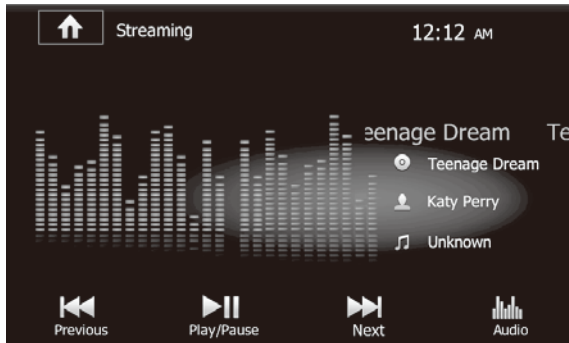 Streaming 12:12 AM
eenage Dream Te
Teenage Dream
Katy Perry
Unknown
Previous Play/Pause Next Audio